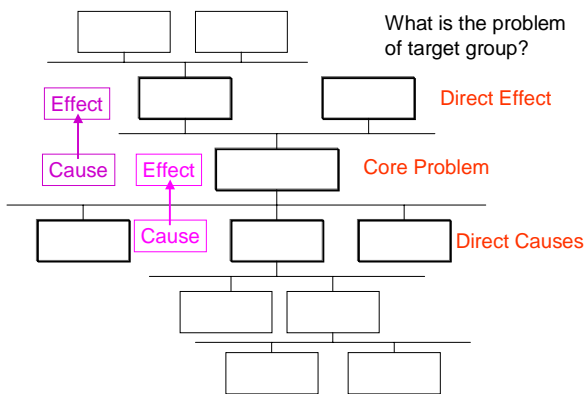 What is the problem
of target group?
Effect
Direct Effect
Cause
Effect
Core Problem
Cause
Direct Causes